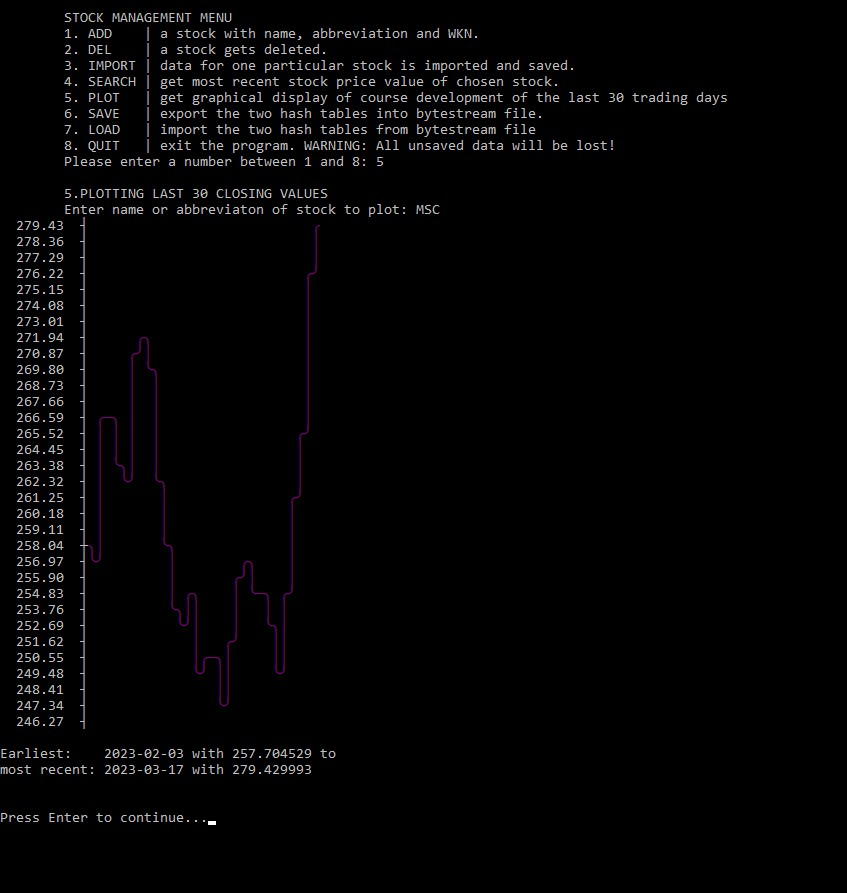 STOCK MANAGEMENT MENU
1. ADD    | a stock with name, abbreviation and WKN.
2. DEL    | a stock gets deleted.
3. IMPORT | data for one particular stock is imported and saved.
4. SEARCH | get most recent stock price value of chosen stock.
5. PLOT   | get graphical display of course development of the last 30 trading days
6. SAVE   | export the two hash tables into bytestream file.
7. LOAD   | import the two hash tables from bytestream file
8. QUIT   | exit the program. WARNING: All unsaved data will be lost!
Please enter a number between 1 and 8: 5
5.PLOTTING LAST 30 CLOSING VALUES
Enter name or abbreviaton of stock to plot: MSC
279.43
278.36
277.29
276.22
275.15
274.08
273.01
271.94
270.87
269.80
268.73
267.66
266.59
265.52
264.45
263.38
262.32
261.25
260.18
259.11
258.04
256.97
255.90
254.83
253.76
252.69
251.62
250.55
249.48
248.41
247.34
246.27
Earliest:    2023-02-03 with 257.704529 to
most recent: 2023-03-17 with 279.429993
Press Enter to continue...